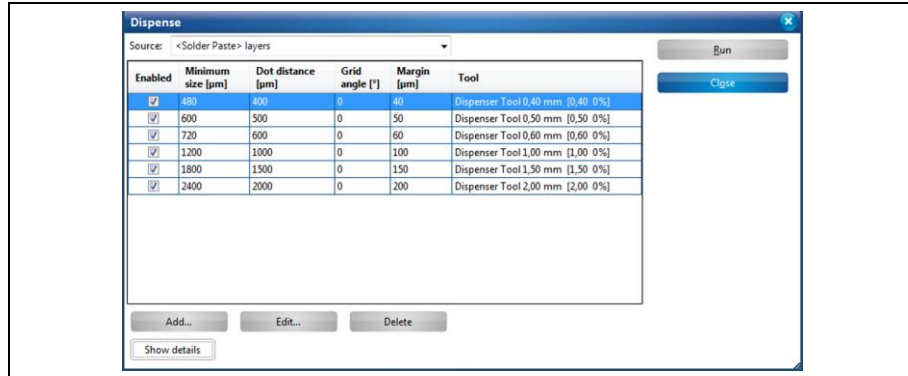 Dispense
Source: <Solder Paste> layers
Run
Close
Enabled Minimum size [µm] Dot distance [µm] Grid angle [°] Margin [µm] Tool
480 400 0 40 Dispenser Tool 0,40 mm [0,40 0%]
600 500 0 50 Dispenser Tool 0,50 mm [0,50 0%]
720 600 0 60 Dispenser Tool 0,60 mm [0,60 0%]
1200 1000 0 100 Dispenser Tool 1,00 mm [1,00 0%]
1800 1500 0 150 Dispenser Tool 1,50 mm [1,50 0%]
2400 2000 0 200 Dispenser Tool 2,00 mm [2,00 0%]
Add... Edit... Delete
Show details